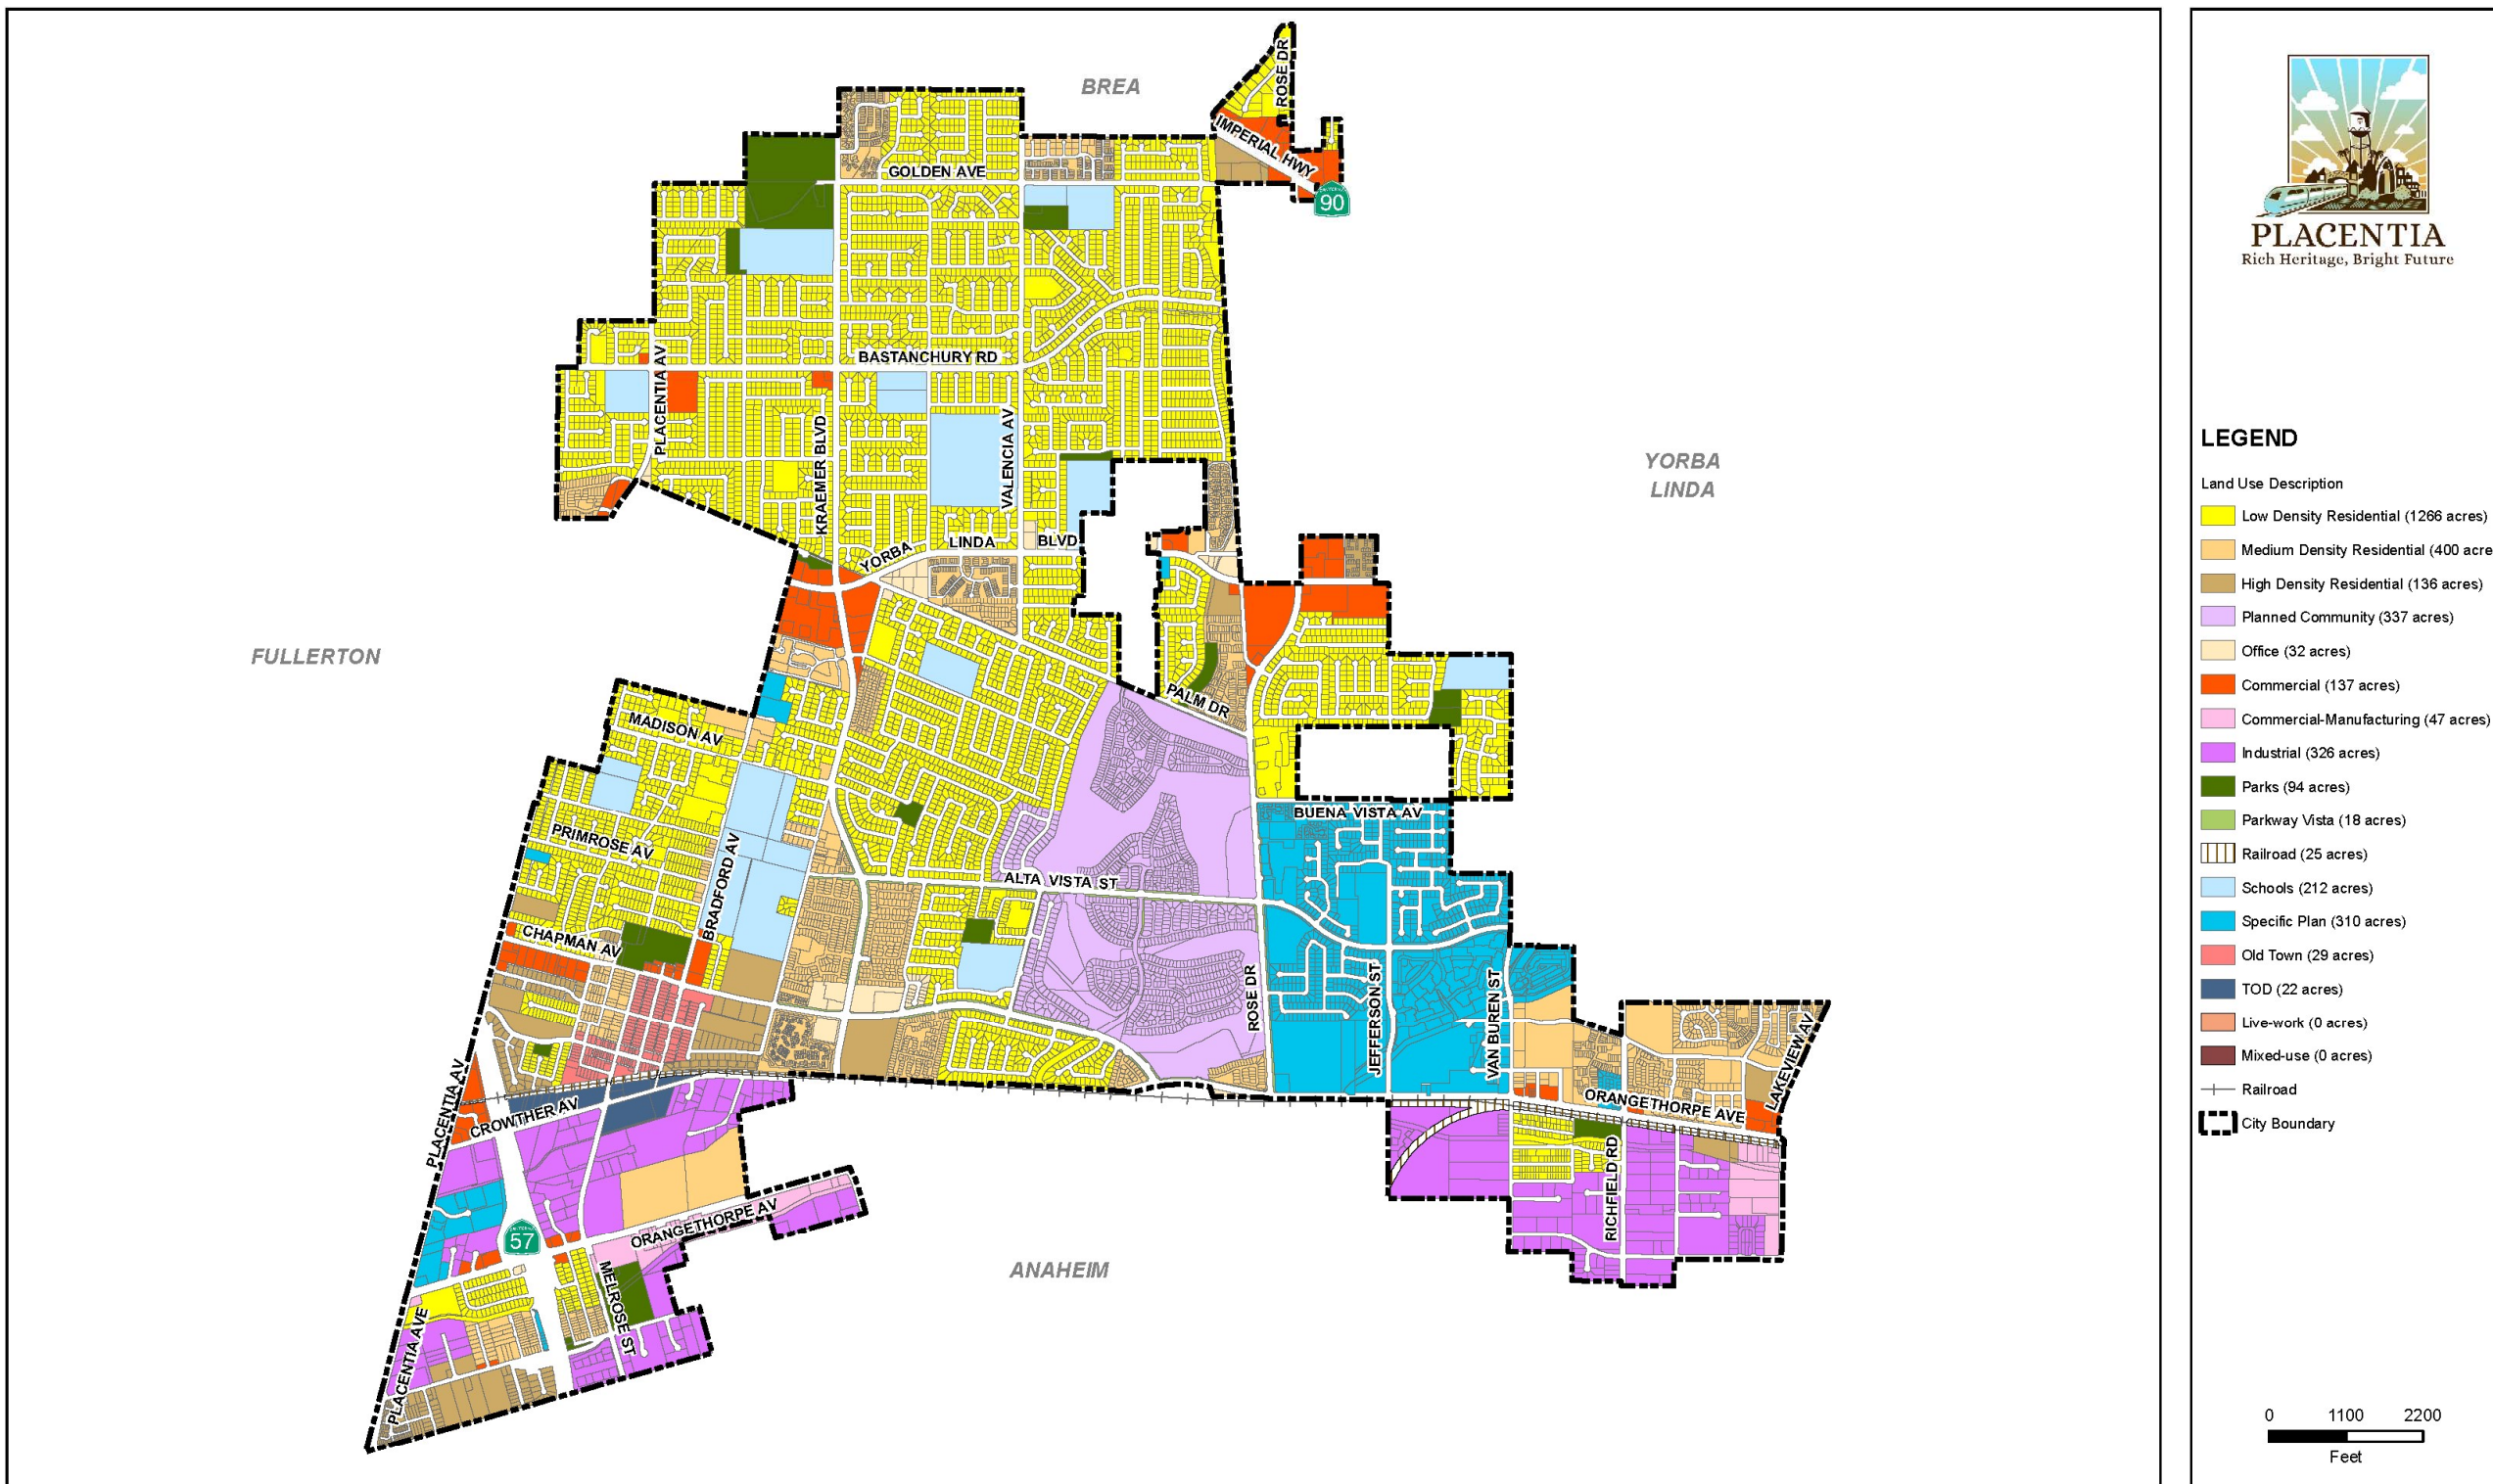 BREA
ROSE DR
IMPERIAL HWY
90
GOLDEN AVE
BASTANCHURY RD
PLACENTIA AV
KRAEMER BLVD
VALENCIA AV
YORBA
LINDA
BLVD
YORBA
LINDA
FULLERTON
PALM DR
MADISON AV
PRIMROSE AV
BRADFORD AV
BUENA VISTA AV
ALTA VISTA ST
CHAPMAN AV
ROSE DR
JEFFERSON ST
VAN BUREN ST
LAKEVIEW AV
ORANGETHORPE AVE
PLACENTIA AV
CROWTHER AV
RICHFIELD RD
ORANGETHORPE AV
57
MELROSE ST
PLACENTIA AVE
ANAHEIM
PLACENTIA
Rich Heritage, Bright Future
LEGEND
Land Use Description
Low Density Residential (1266 acres)
Medium Density Residential (400 acre
High Density Residential (136 acres)
Planned Community (337 acres)
Office (32 acres)
Commercial (137 acres)
Commercial-Manufacturing (47 acres)
Industrial (326 acres)
Parks (94 acres)
Parkway Vista (18 acres)
Railroad (25 acres)
Schools (212 acres)
Specific Plan (310 acres)
Old Town (29 acres)
TOD (22 acres)
Live-work (0 acres)
Mixed-use (0 acres)
Railroad
City Boundary
0 1100 2200
Feet